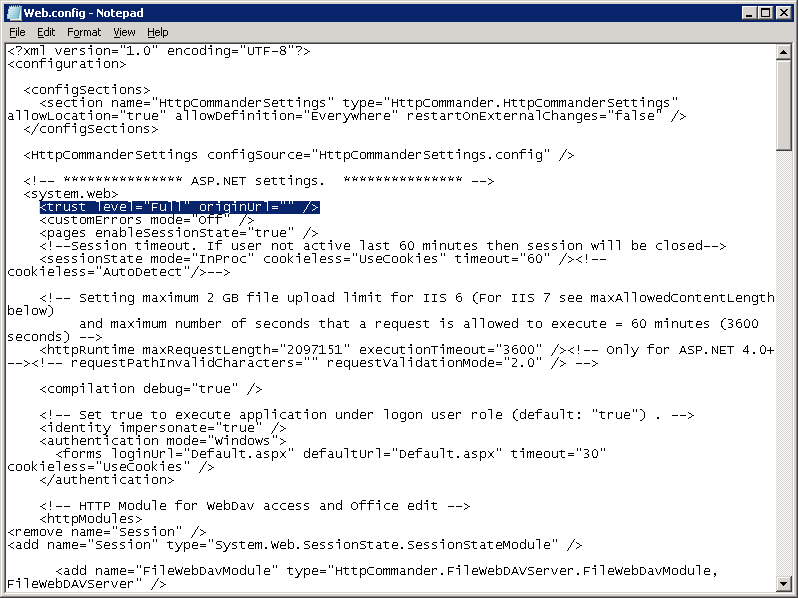 Web.config - Notepad
File Edit Format View Help
<?xml version="1.0" encoding="UTF-8"?>
<configuration>
<configSections>
<section name="HttpCommanderSettings" type="HttpCommander.HttpCommanderSettings"
allowLocation="true" allowDefinition="Everywhere" restartOnExternalChanges="false" />
</configSections>
<HttpCommanderSettings configSource="HttpCommanderSettings.config" />
<!-- *************** ASP.NET settings.  *************** -->
<system.web>
<trust level="Full" originUrl="" />
<customErrors mode="Off" />
<pages enableSessionState="true" />
<!--Session timeout. If user not active last 60 minutes then session will be closed-->
<sessionState mode="InProc" cookieless="UseCookies" timeout="60" /><!--
cookieless="AutoDetect"/>-->
<!-- Setting maximum 2 GB file upload limit for IIS 6 (For IIS 7 see maxAllowedContentLength
below)
and maximum number of seconds that a request is allowed to execute = 60 minutes (3600
seconds) -->
<httpRuntime maxRequestLength="2097151" executionTimeout="3600" /><!-- Only for ASP.NET 4.0+
--><!-- requestPathInvalidCharacters="" requestValidationMode="2.0" /> -->
<compilation debug="true" />
<!-- Set true to execute application under logon user role (default: "true") . -->
<identity impersonate="true" />
<authentication mode="Windows">
<forms loginUrl="Default.aspx" defaultUrl="Default.aspx" timeout="30"
cookieless="UseCookies" />
</authentication>
<!-- HTTP Module for WebDav access and Office edit -->
<httpModules>
<remove name="Session" />
<add name="Session" type="System.Web.SessionState.SessionStateModule" />
<add name="FileWebDavModule" type="HttpCommander.FileWebDAVServer.FileWebDavModule,
FileWebDAVServer" />